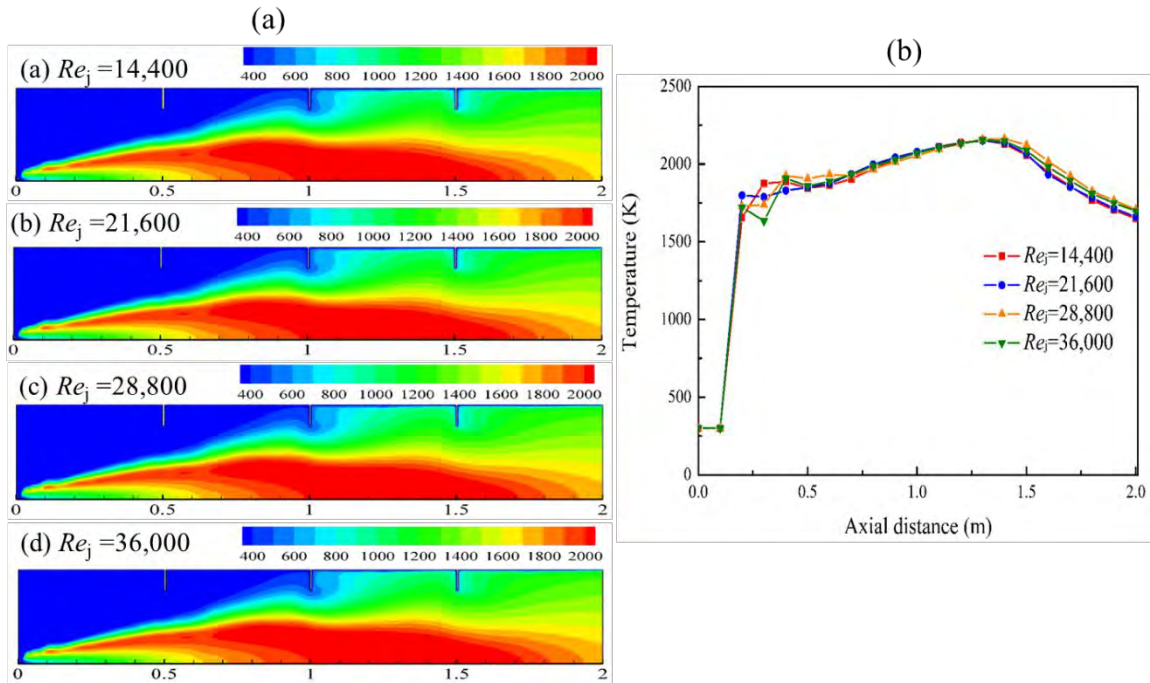 (a)
(a) Rej =14,400
400 600 800 1000 1200 1400 1600 1800 2000
0 0.5 1 1.5 2
(b) Rej =21,600
400 600 800 1000 1200 1400 1600 1800 2000
0 0.5 1 1.5 2
(c) Rej =28,800
400 600 800 1000 1200 1400 1600 1800 2000
0 0.5 1 1.5 2
(d) Rej =36,000
400 600 800 1000 1200 1400 1600 1800 2000
0 0.5 1 1.5 2
(b)
Temperature (K)
2500
2000
1500
1000
500
0
Rej=14,400
Rej=21,600
Rej=28,800
Rej=36,000
0.0 0.5 1.0 1.5 2.0
Axial distance (m)